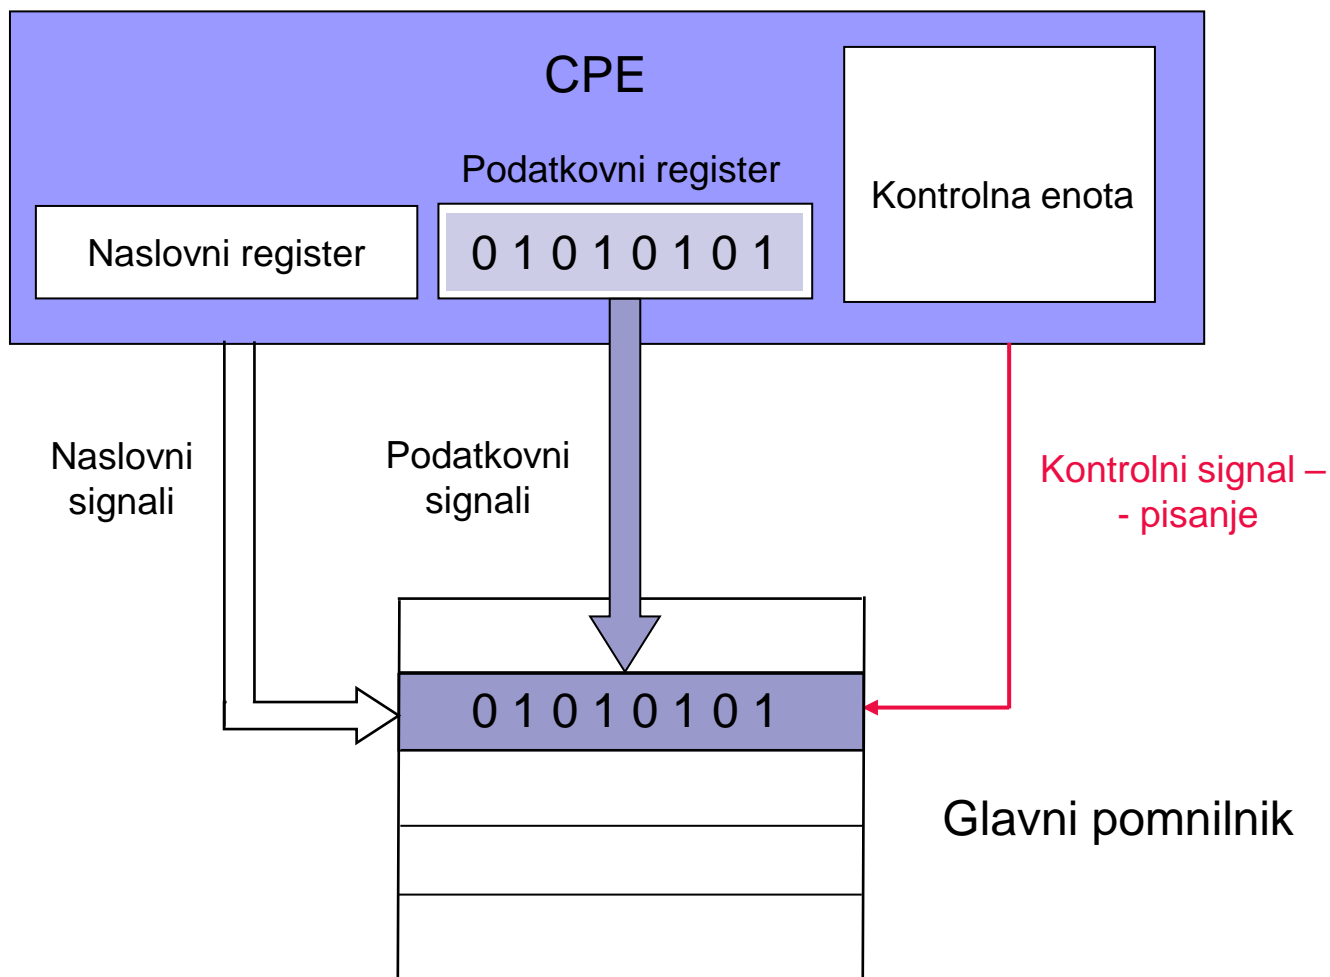 CPE
Podatkovni register
Kontrolna enota
Naslovni register
0 1 0 1 0 1 0 1
Naslovni
signali
Podatkovni
signali
Kontrolni signal –
- pisanje
0 1 0 1 0 1 0 1
Glavni pomnilnik